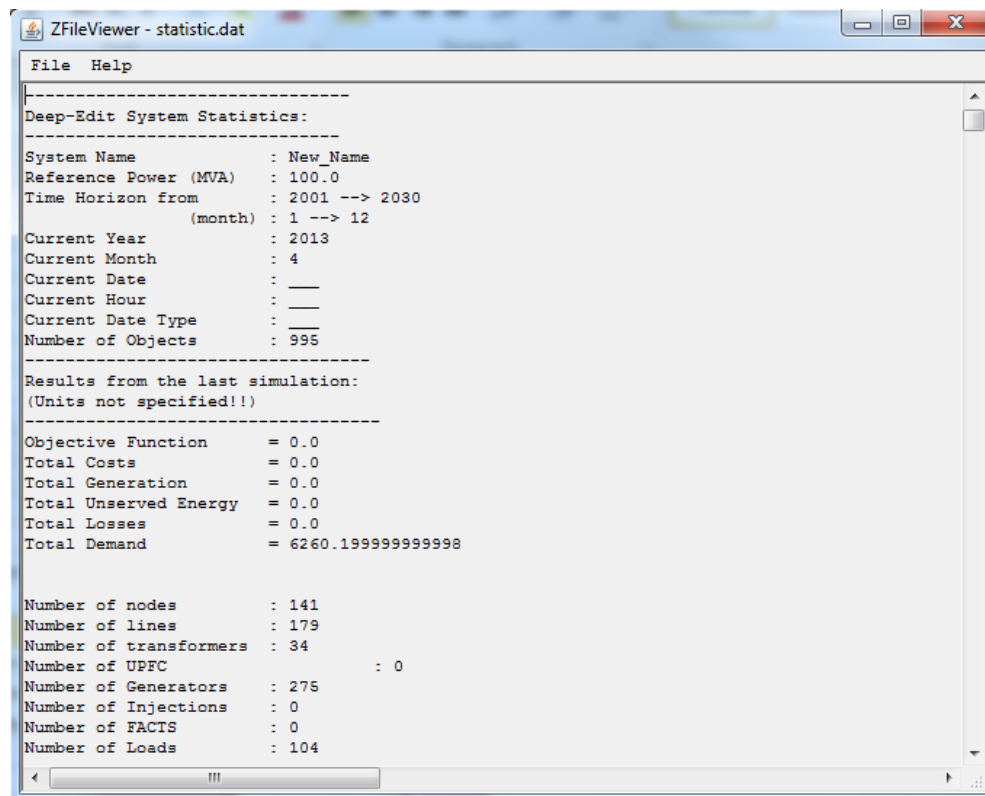 ZFileViewer - statistic.dat
File Help
--------------------------------
Deep-Edit System Statistics:
-------------------------------
System Name : New_Name
Reference Power (MVA) : 100.0
Time Horizon from : 2001 --> 2030
(month) : 1 --> 12
Current Year : 2013
Current Month : 4
Current Date : ___
Current Hour : ___
Current Date Type : ___
Number of Objects : 995
----------------------------------
Results from the last simulation:
(Units not specified!!)
-----------------------------------
Objective Function = 0.0
Total Costs = 0.0
Total Generation = 0.0
Total Unserved Energy = 0.0
Total Losses = 0.0
Total Demand = 6260.199999999998
Number of nodes : 141
Number of lines : 179
Number of transformers : 34
Number of UPFC : 0
Number of Generators : 275
Number of Injections : 0
Number of FACTS : 0
Number of Loads : 104